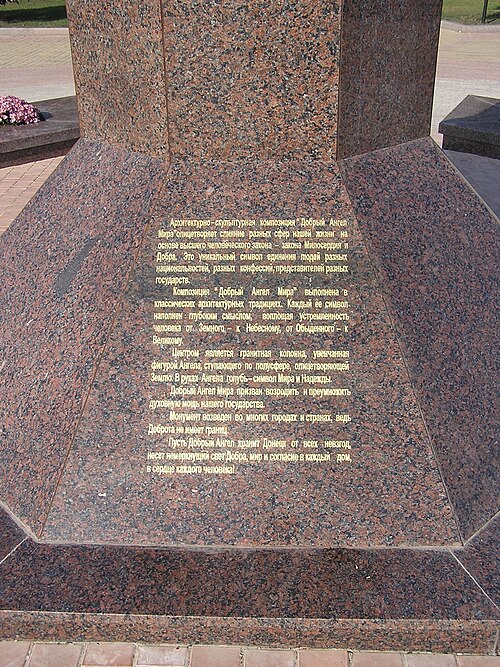 Архитектурно-скульптурная композиция "Добрый Ангел
Мира" олицетворяет слияние разных сфер нашей жизни на
основе высшего человеческого закона – закона Милосердия и
Добра. Это уникальный символ единения людей разных
национальностей, разных конфессий, представителей разных
государств.
Композиция "Добрый Ангел Мира" выполнена в
классических архитектурных традициях. Каждый её символ
наполнен глубоким смыслом, воплощая устремленность
человека от Земного – к Небесному, от Обыденного – к
Великому.
Центром является гранитная колонна, увенчанная
фигурой Ангела, ступающего по полусфере, олицетворяющей
Землю. В руках Ангела голубь – символ Мира и Надежды.
Добрый Ангел Мира призван возродить и преумножить
духовную мощь нашего государства.
Монумент возведен во многих городах и странах, ведь
Доброта не имеет границ.
Пусть Добрый Ангел хранит Донецк от всех невзгод,
несет немеркнущий свет Добра, мир и согласие в каждый дом,
в сердце каждого человека!